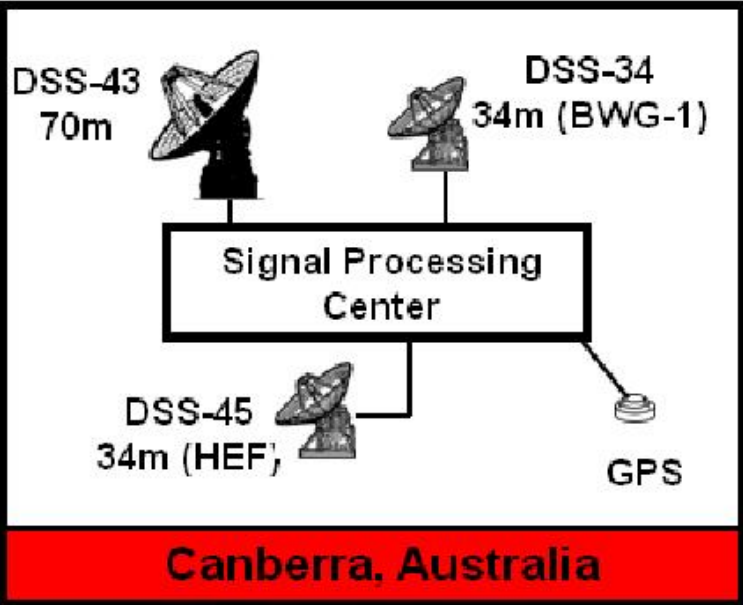 DSS-43
70m
DSS-34
34m (BWG-1)
Signal Processing
Center
DSS-45
34m (HEF)
GPS
Canberra, Australia